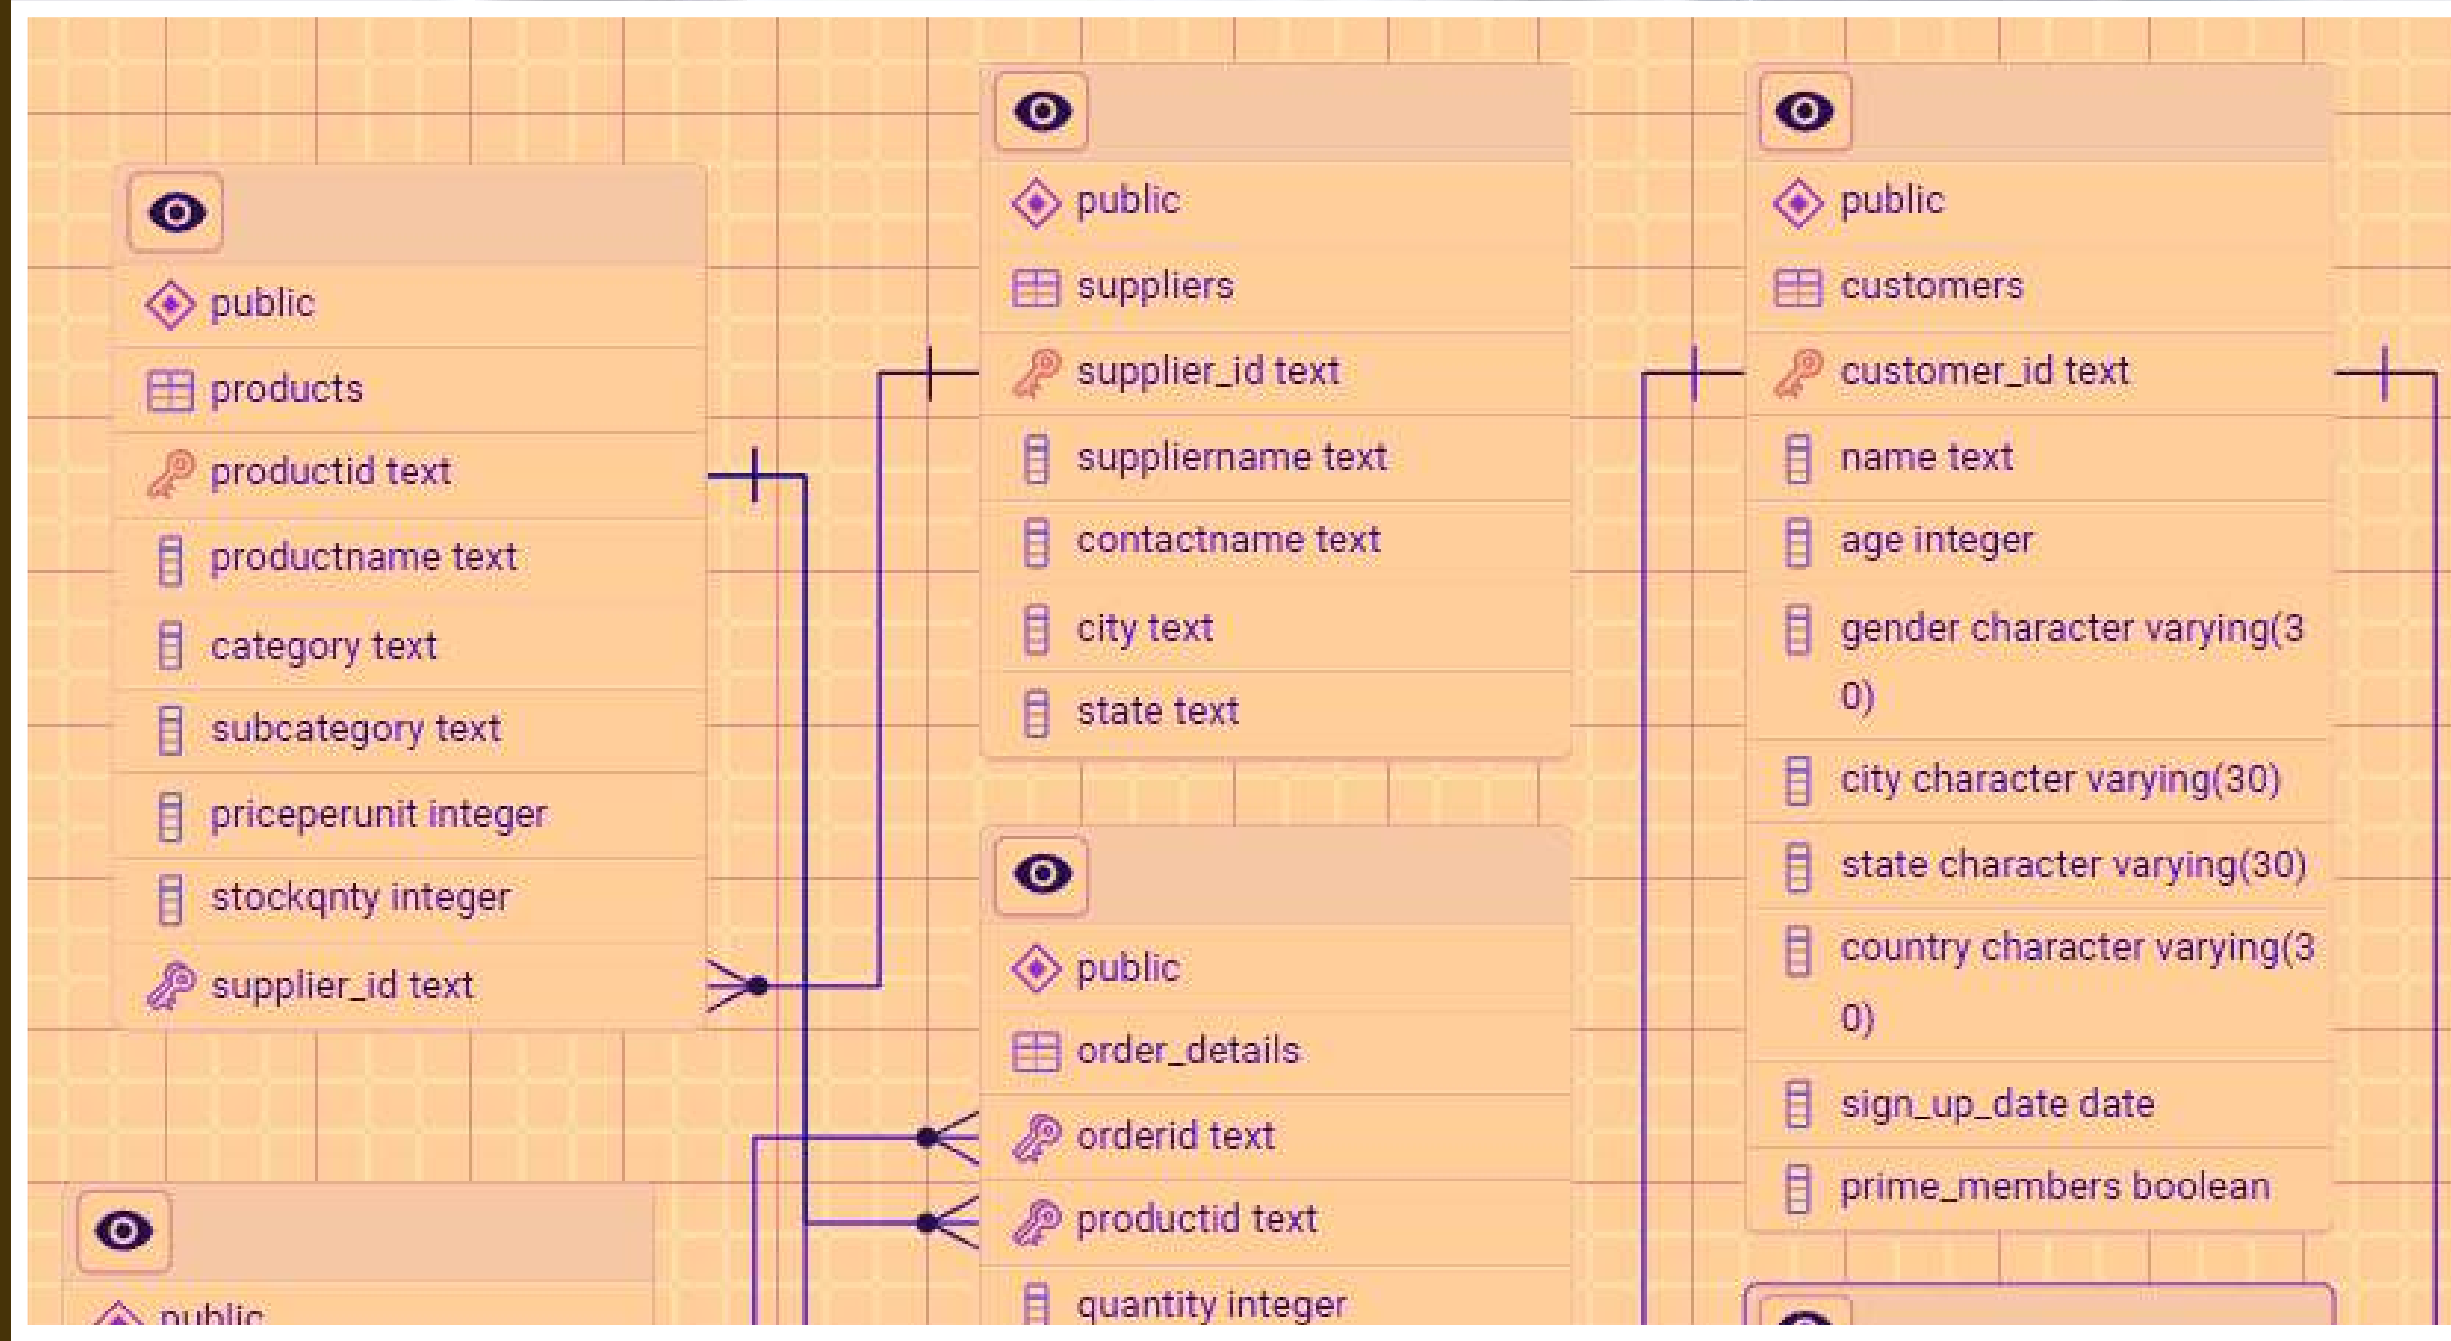 public
products
productid text
productname text
category text
subcategory text
priceperunit integer
stockqnty integer
supplier_id text
public
suppliers
supplier_id text
suppliername text
contactname text
city text
state text
public
customers
customer_id text
name text
age integer
gender character varying(3
0)
city character varying(30)
state character varying(30)
country character varying(3
0)
sign_up_date date
prime_members boolean
public
order_details
orderid text
productid text
quantity integer
public